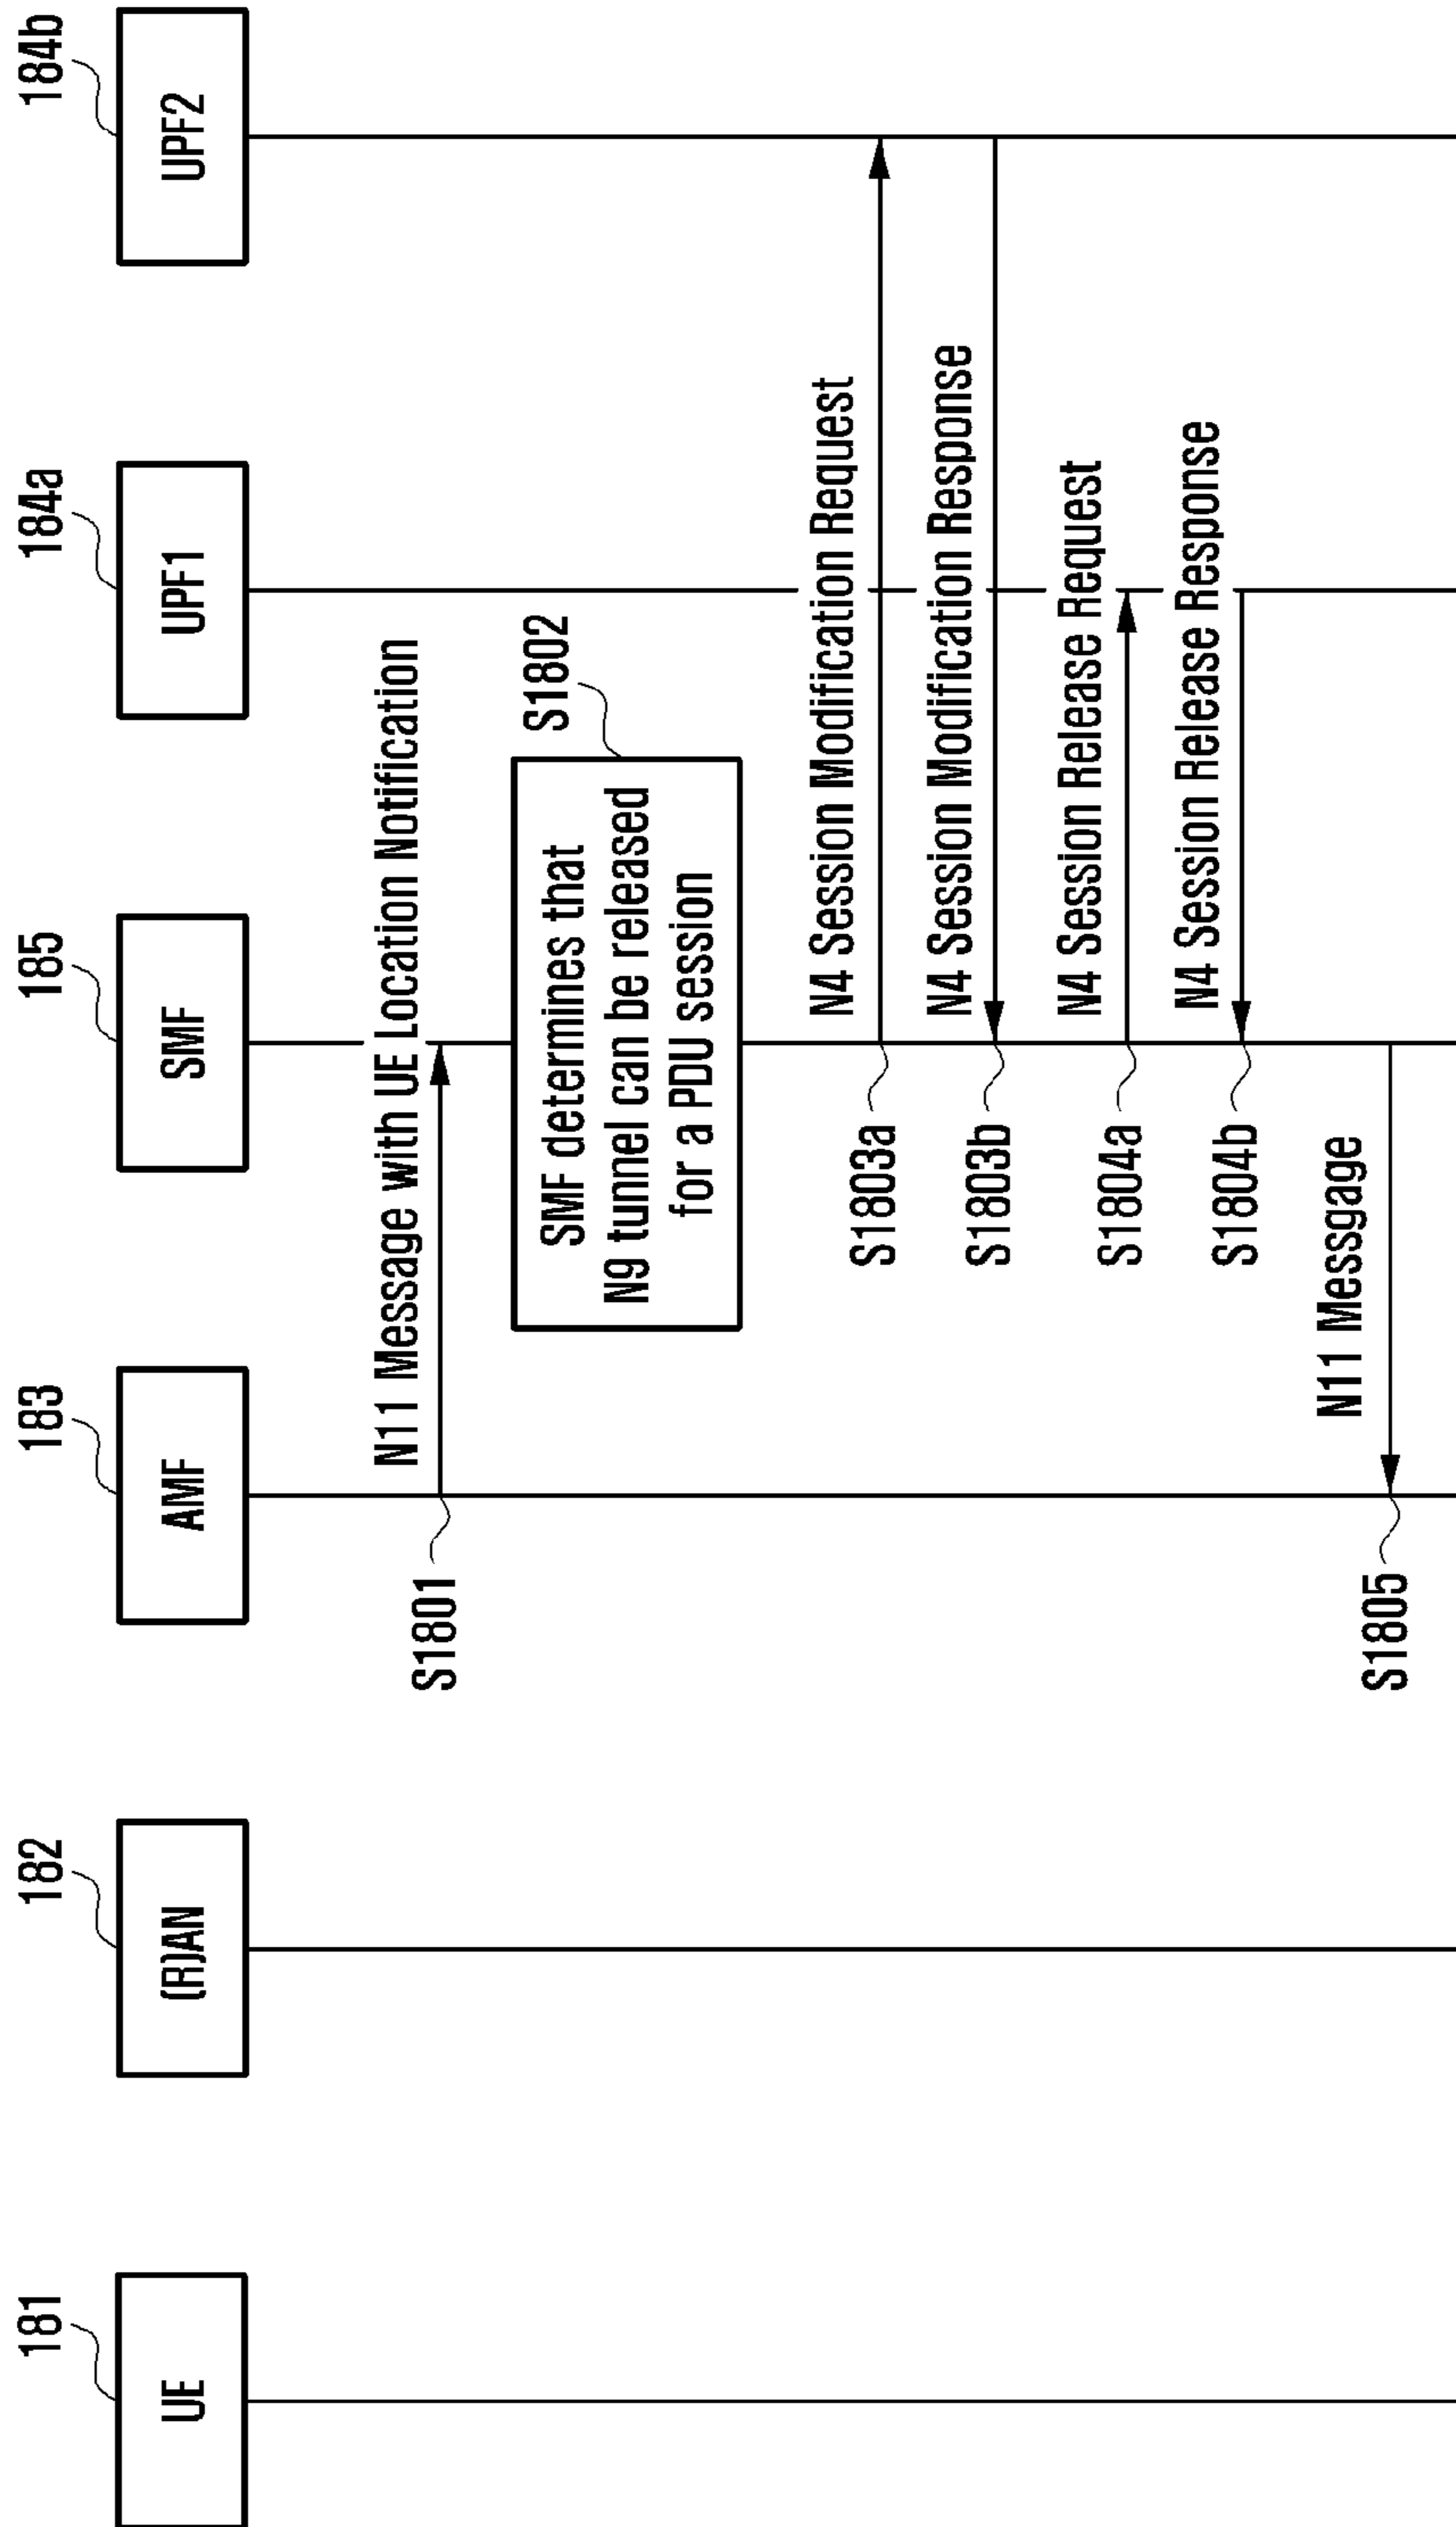 181
182
183
185
184a
184b
UE
(R)AN
AMF
SMF
UPF1
UPF2
N11 Message with UE Location Notification
S1801
S1802
SMF determines that
N9 tunnel can be released
for a PDU session
N4 Session Modification Request
S1803a
N4 Session Modification Response
S1803b
N4 Session Release Request
S1804a
N4 Session Release Response
S1804b
N11 Messgage
S1805